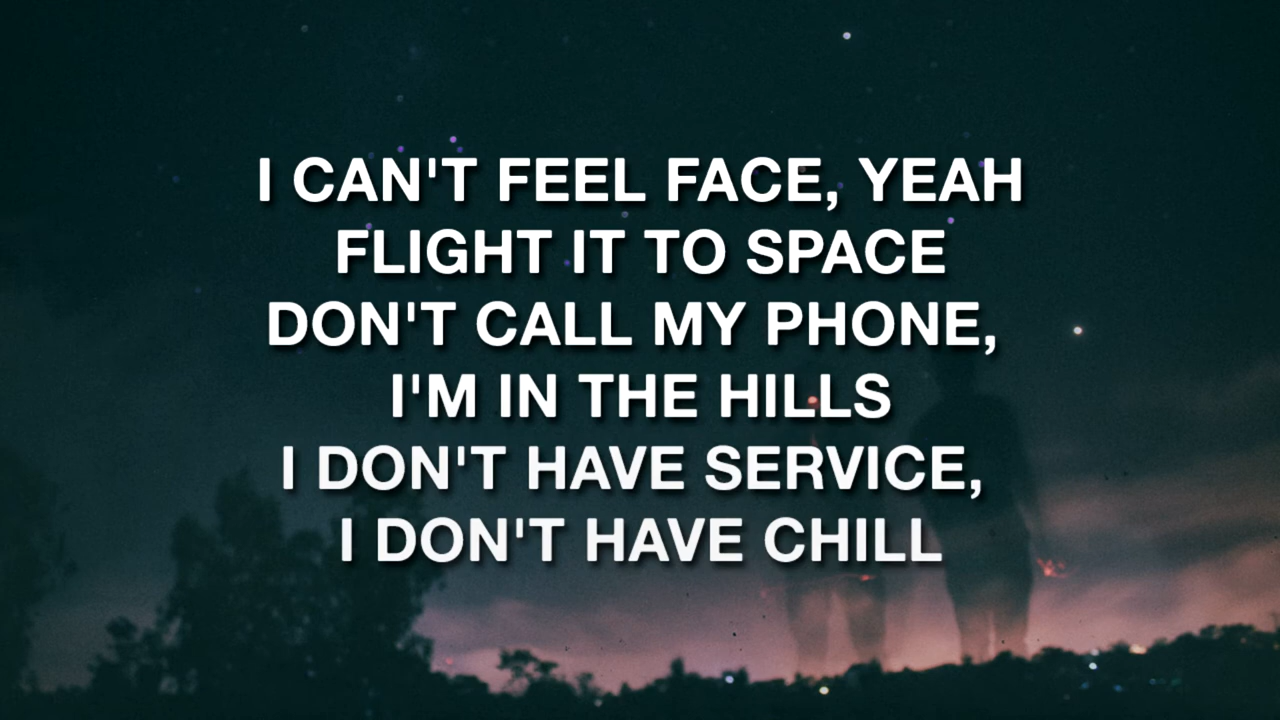 I CAN'T FEEL FACE, YEAH
FLIGHT IT TO SPACE
DON'T CALL MY PHONE,
I'M IN THE HILLS
I DON'T HAVE SERVICE,
I DON'T HAVE CHILL